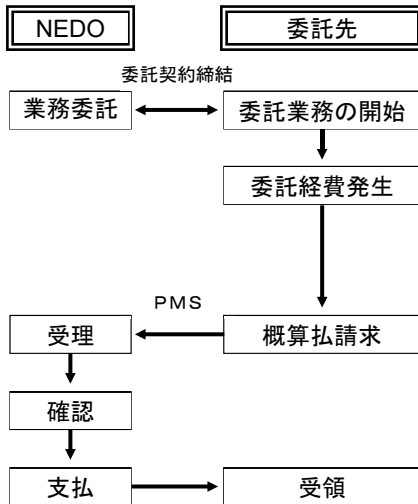 NEDO 委託先
委託契約締結
業務委託 委託業務の開始
委託経費発生
ＰＭＳ
受理 概算払請求
確認
支払 受領